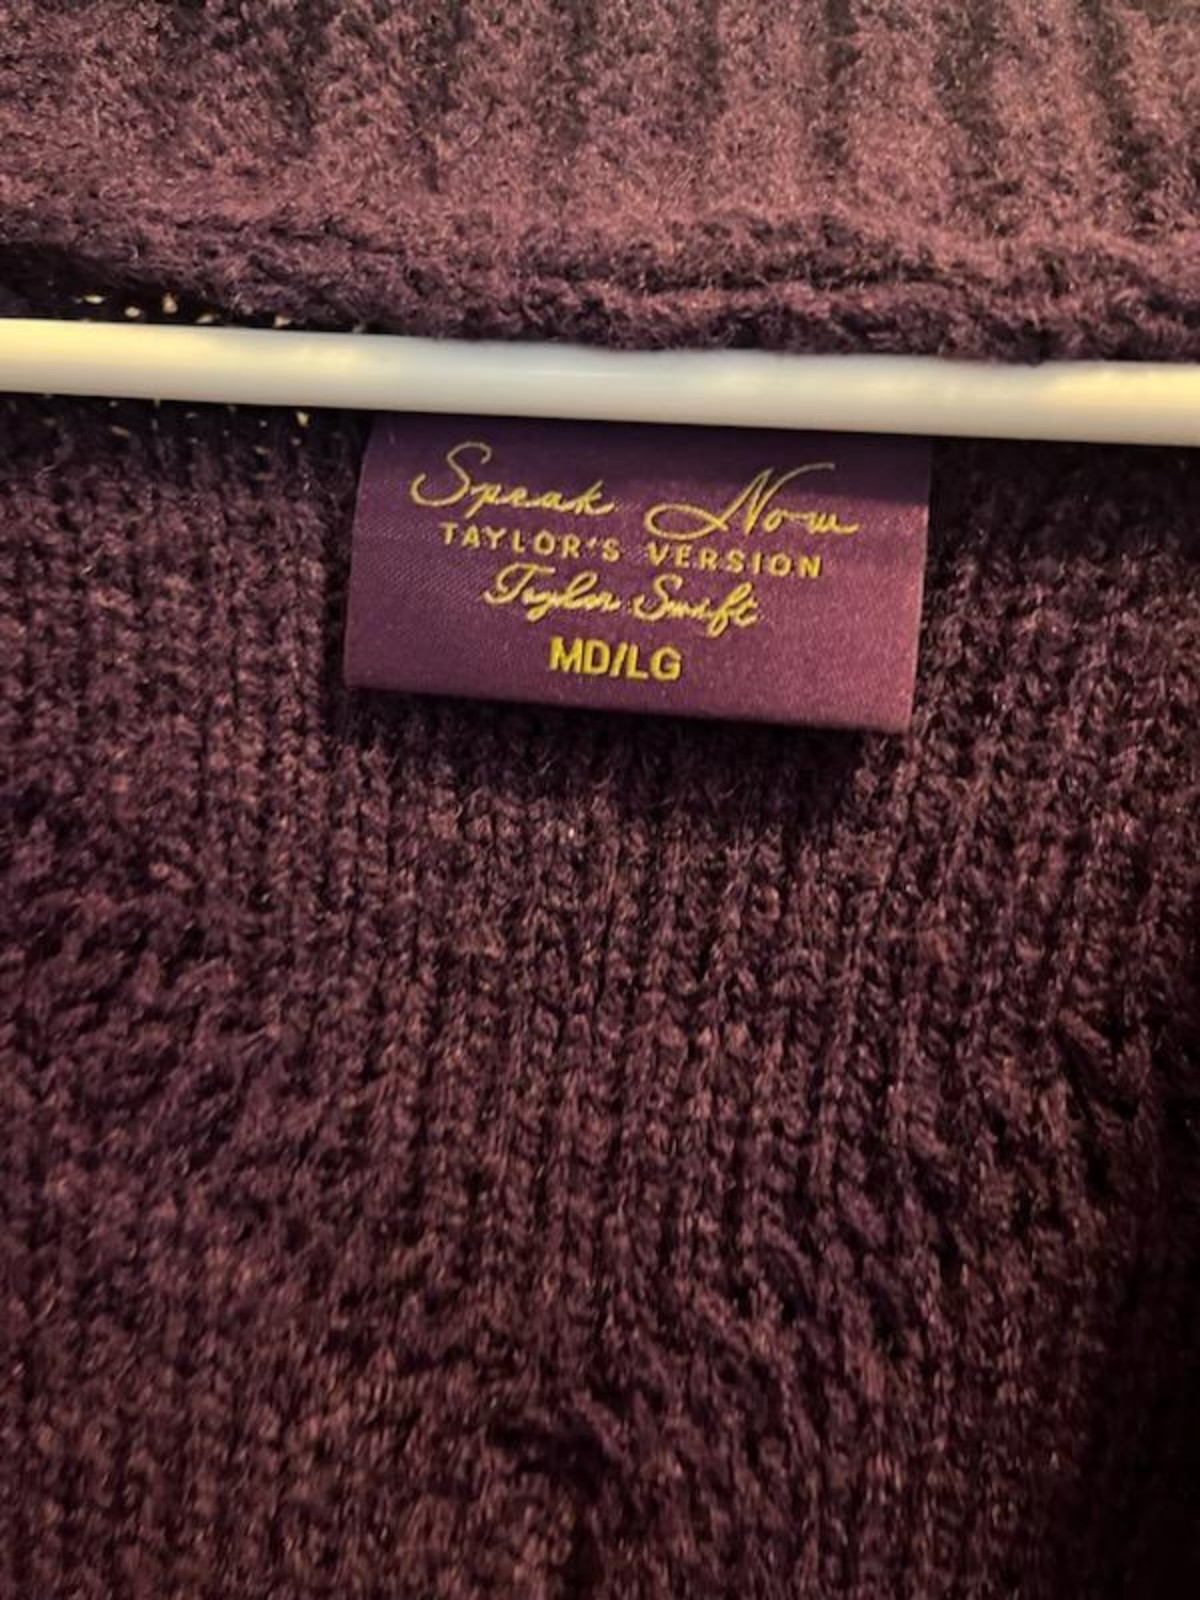 Speak Now
TAYLOR'S VERSION
Taylor Swift
MD/LG